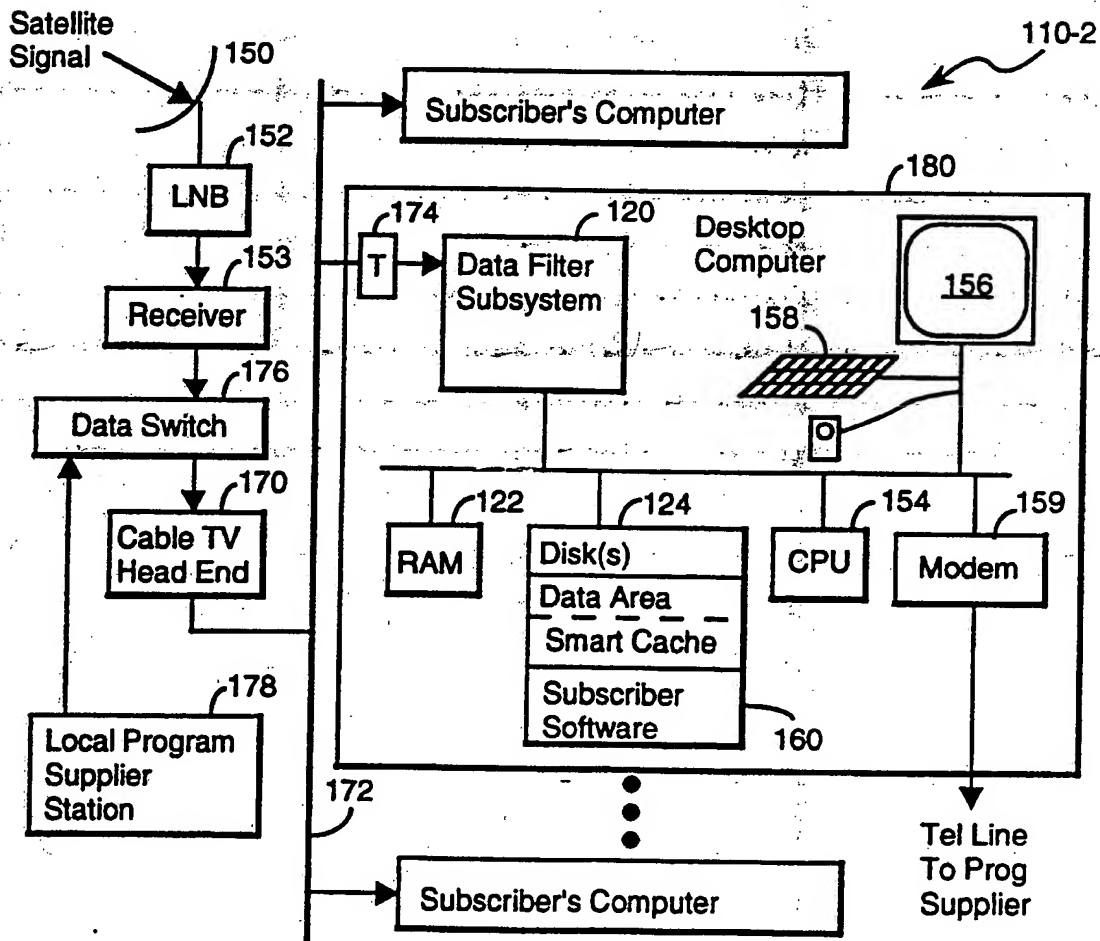 Satellite
Signal
150
110-2
Subscriber's Computer
152
LNB
180
174
120
Desktop
Computer
T
Data Filter
Subsystem
156
153
Receiver
158
176
Data Switch
170
Cable TV
Head End
122
RAM
124
Disk(s)
Data Area
Smart Cache
Subscriber
Software
160
154
CPU
159
Modem
178
Local Program
Supplier
Station
172
Tel Line
To Prog
Supplier
Subscriber's Computer